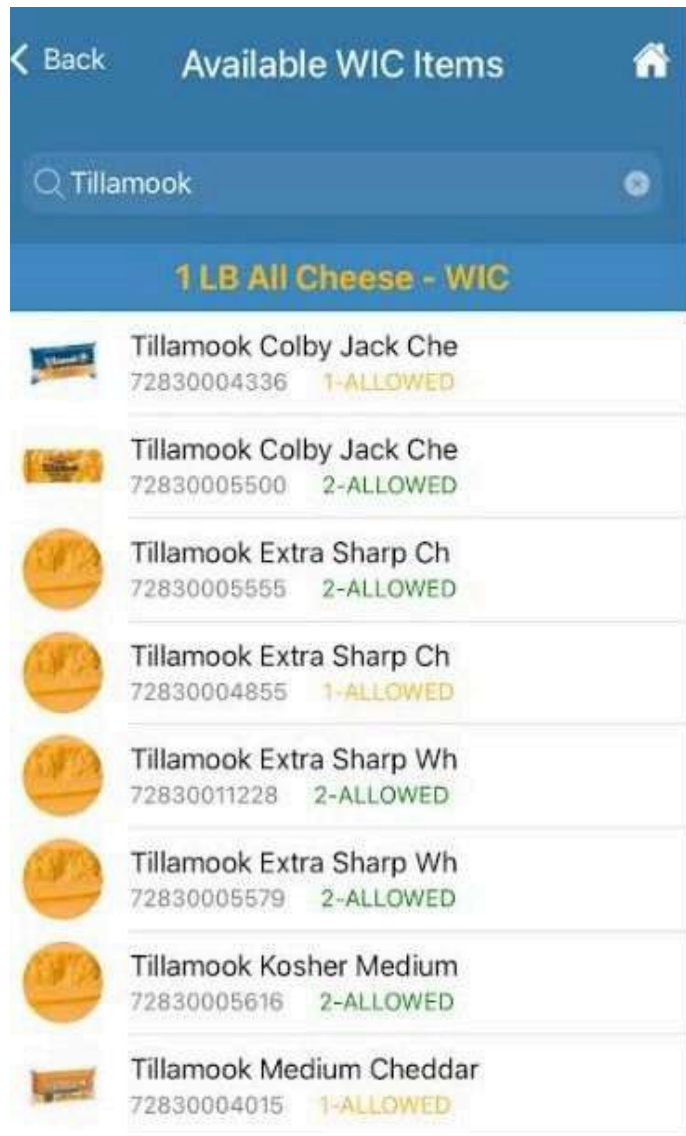 Back Available WIC Items
Tillamook
1 LB All Cheese - WIC
Tillamook Colby Jack Che
72830004336 1-ALLOWED
Tillamook Colby Jack Che
72830005500 2-ALLOWED
Tillamook Extra Sharp Ch
72830005555 2-ALLOWED
Tillamook Extra Sharp Ch
72830004855 1-ALLOWED
Tillamook Extra Sharp Wh
72830011228 2-ALLOWED
Tillamook Extra Sharp Wh
72830005579 2-ALLOWED
Tillamook Kosher Medium
72830005616 2-ALLOWED
Tillamook Medium Cheddar
72830004015 1-ALLOWED